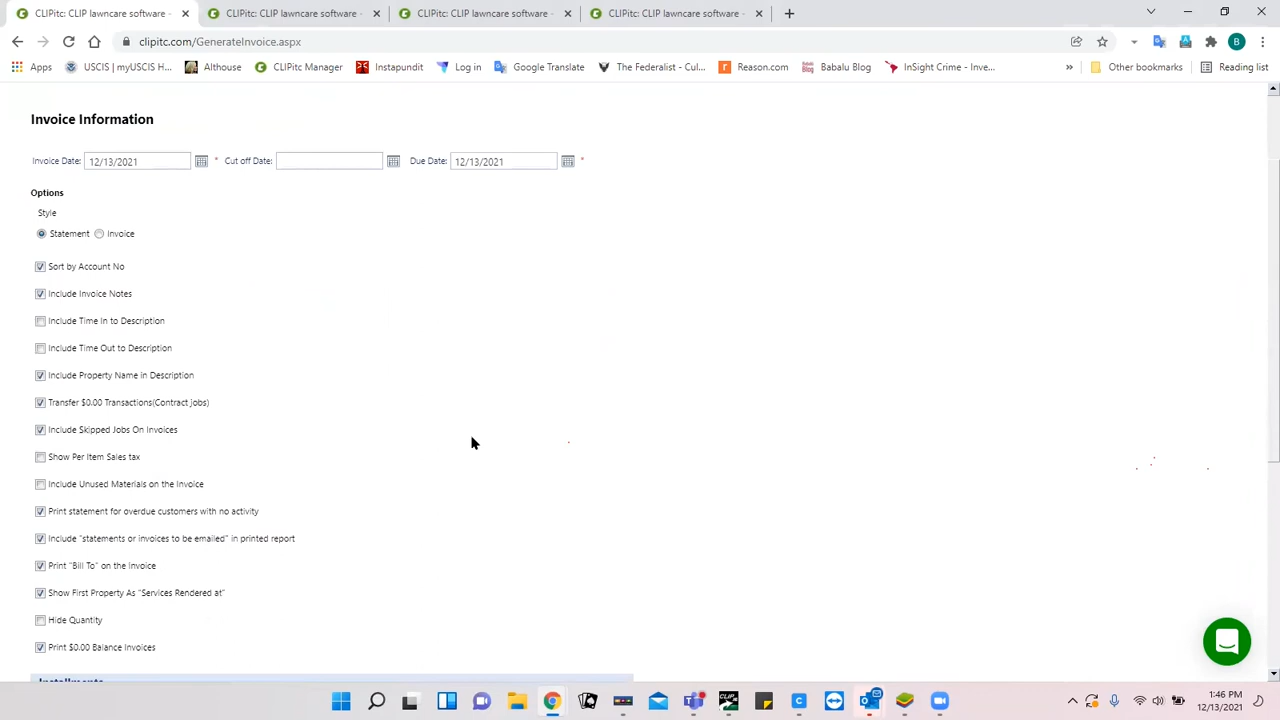 CLIPitc: CLIP lawncare software -
CLIPitc: CLIP lawncare software -
CLIPitc: CLIP lawncare software -
CLIPitc: CLIP lawncare software -
clipitc.com/GenerateInvoice.aspx
B
Apps
USCIS | myUSCIS H...
Althouse
CLIPitc Manager
Instapundit
Log in
Google Translate
The Federalist - Cul...
Reason.com
Babalu Blog
InSight Crime - Inve...
»
Other bookmarks
Reading list
Invoice Information
Invoice Date: 12/13/2021 * Cut off Date: Due Date: 12/13/2021 *
Options
Style
Statement Invoice
Sort by Account No
Include Invoice Notes
Include Time In to Description
Include Time Out to Description
Include Property Name in Description
Transfer $0.00 Transactions(Contract jobs)
Include Skipped Jobs On Invoices
Show Per Item Sales tax
Include Unused Materials on the Invoice
Print statement for overdue customers with no activity
Include "statements or invoices to be emailed" in printed report
Print "Bill To" on the invoice
Show First Property As "Services Rendered at"
Hide Quantity
Print $0.00 Balance Invoices
Installments
1:46 PM
12/13/2021